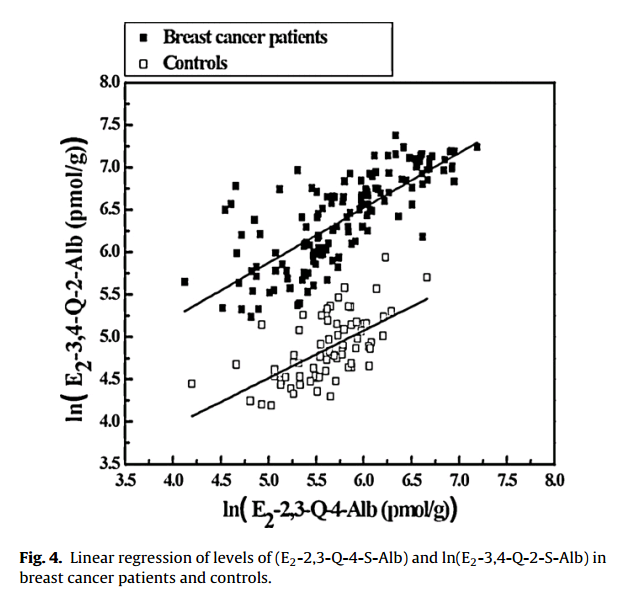 Breast cancer patients
Controls
8.0
7.0
6.0
5.5
5.0
4.5
4.0
3.5
ln( E2-3,4-Q-2-Alb (pmol/g))
3.5 4.0 4.5 5.0 5.5 6.0 6.5 7.0 7.5 8.0
ln( E2-2,3-Q-4-Alb (pmol/g))
Fig. 4. Linear regression of levels of (E2-2,3-Q-4-S-Alb) and ln(E2-3,4-Q-2-S-Alb) in
breast cancer patients and controls.